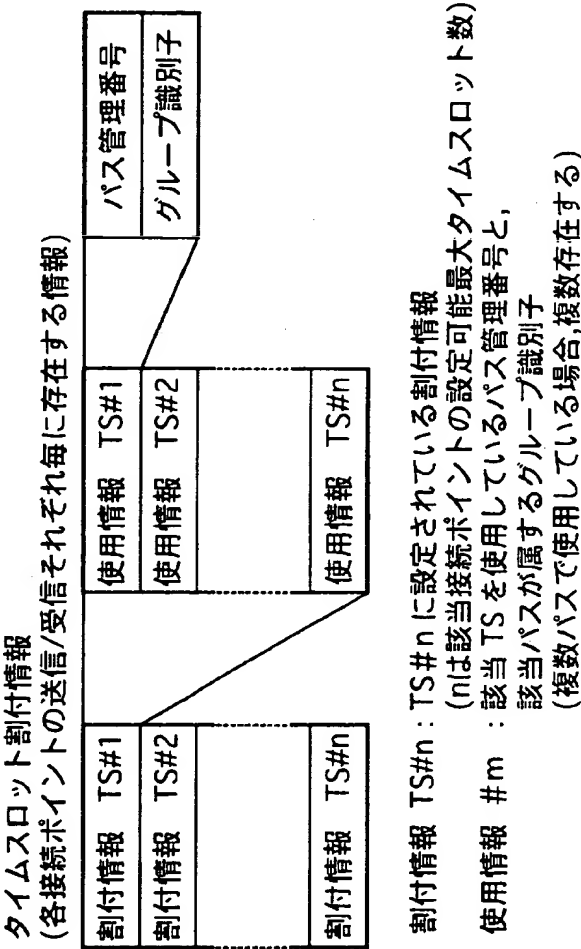 タイムスロット割付情報
(各接続ポイントの送信/受信それぞれ毎に存在する情報)
割付情報 TS#1
割付情報 TS#2
割付情報 TS#n
使用情報 TS#1
使用情報 TS#2
使用情報 TS#n
パス管理番号
グループ識別子
割付情報 TS#n : TS#nに設定されている割付情報
(nは該当接続ポイントの設定可能最大タイムスロット数)
使用情報 #m : 該当TSを使用しているパス管理番号と,
該当パスが属するグループ識別子
(複数パスで使用している場合,複数存在する)